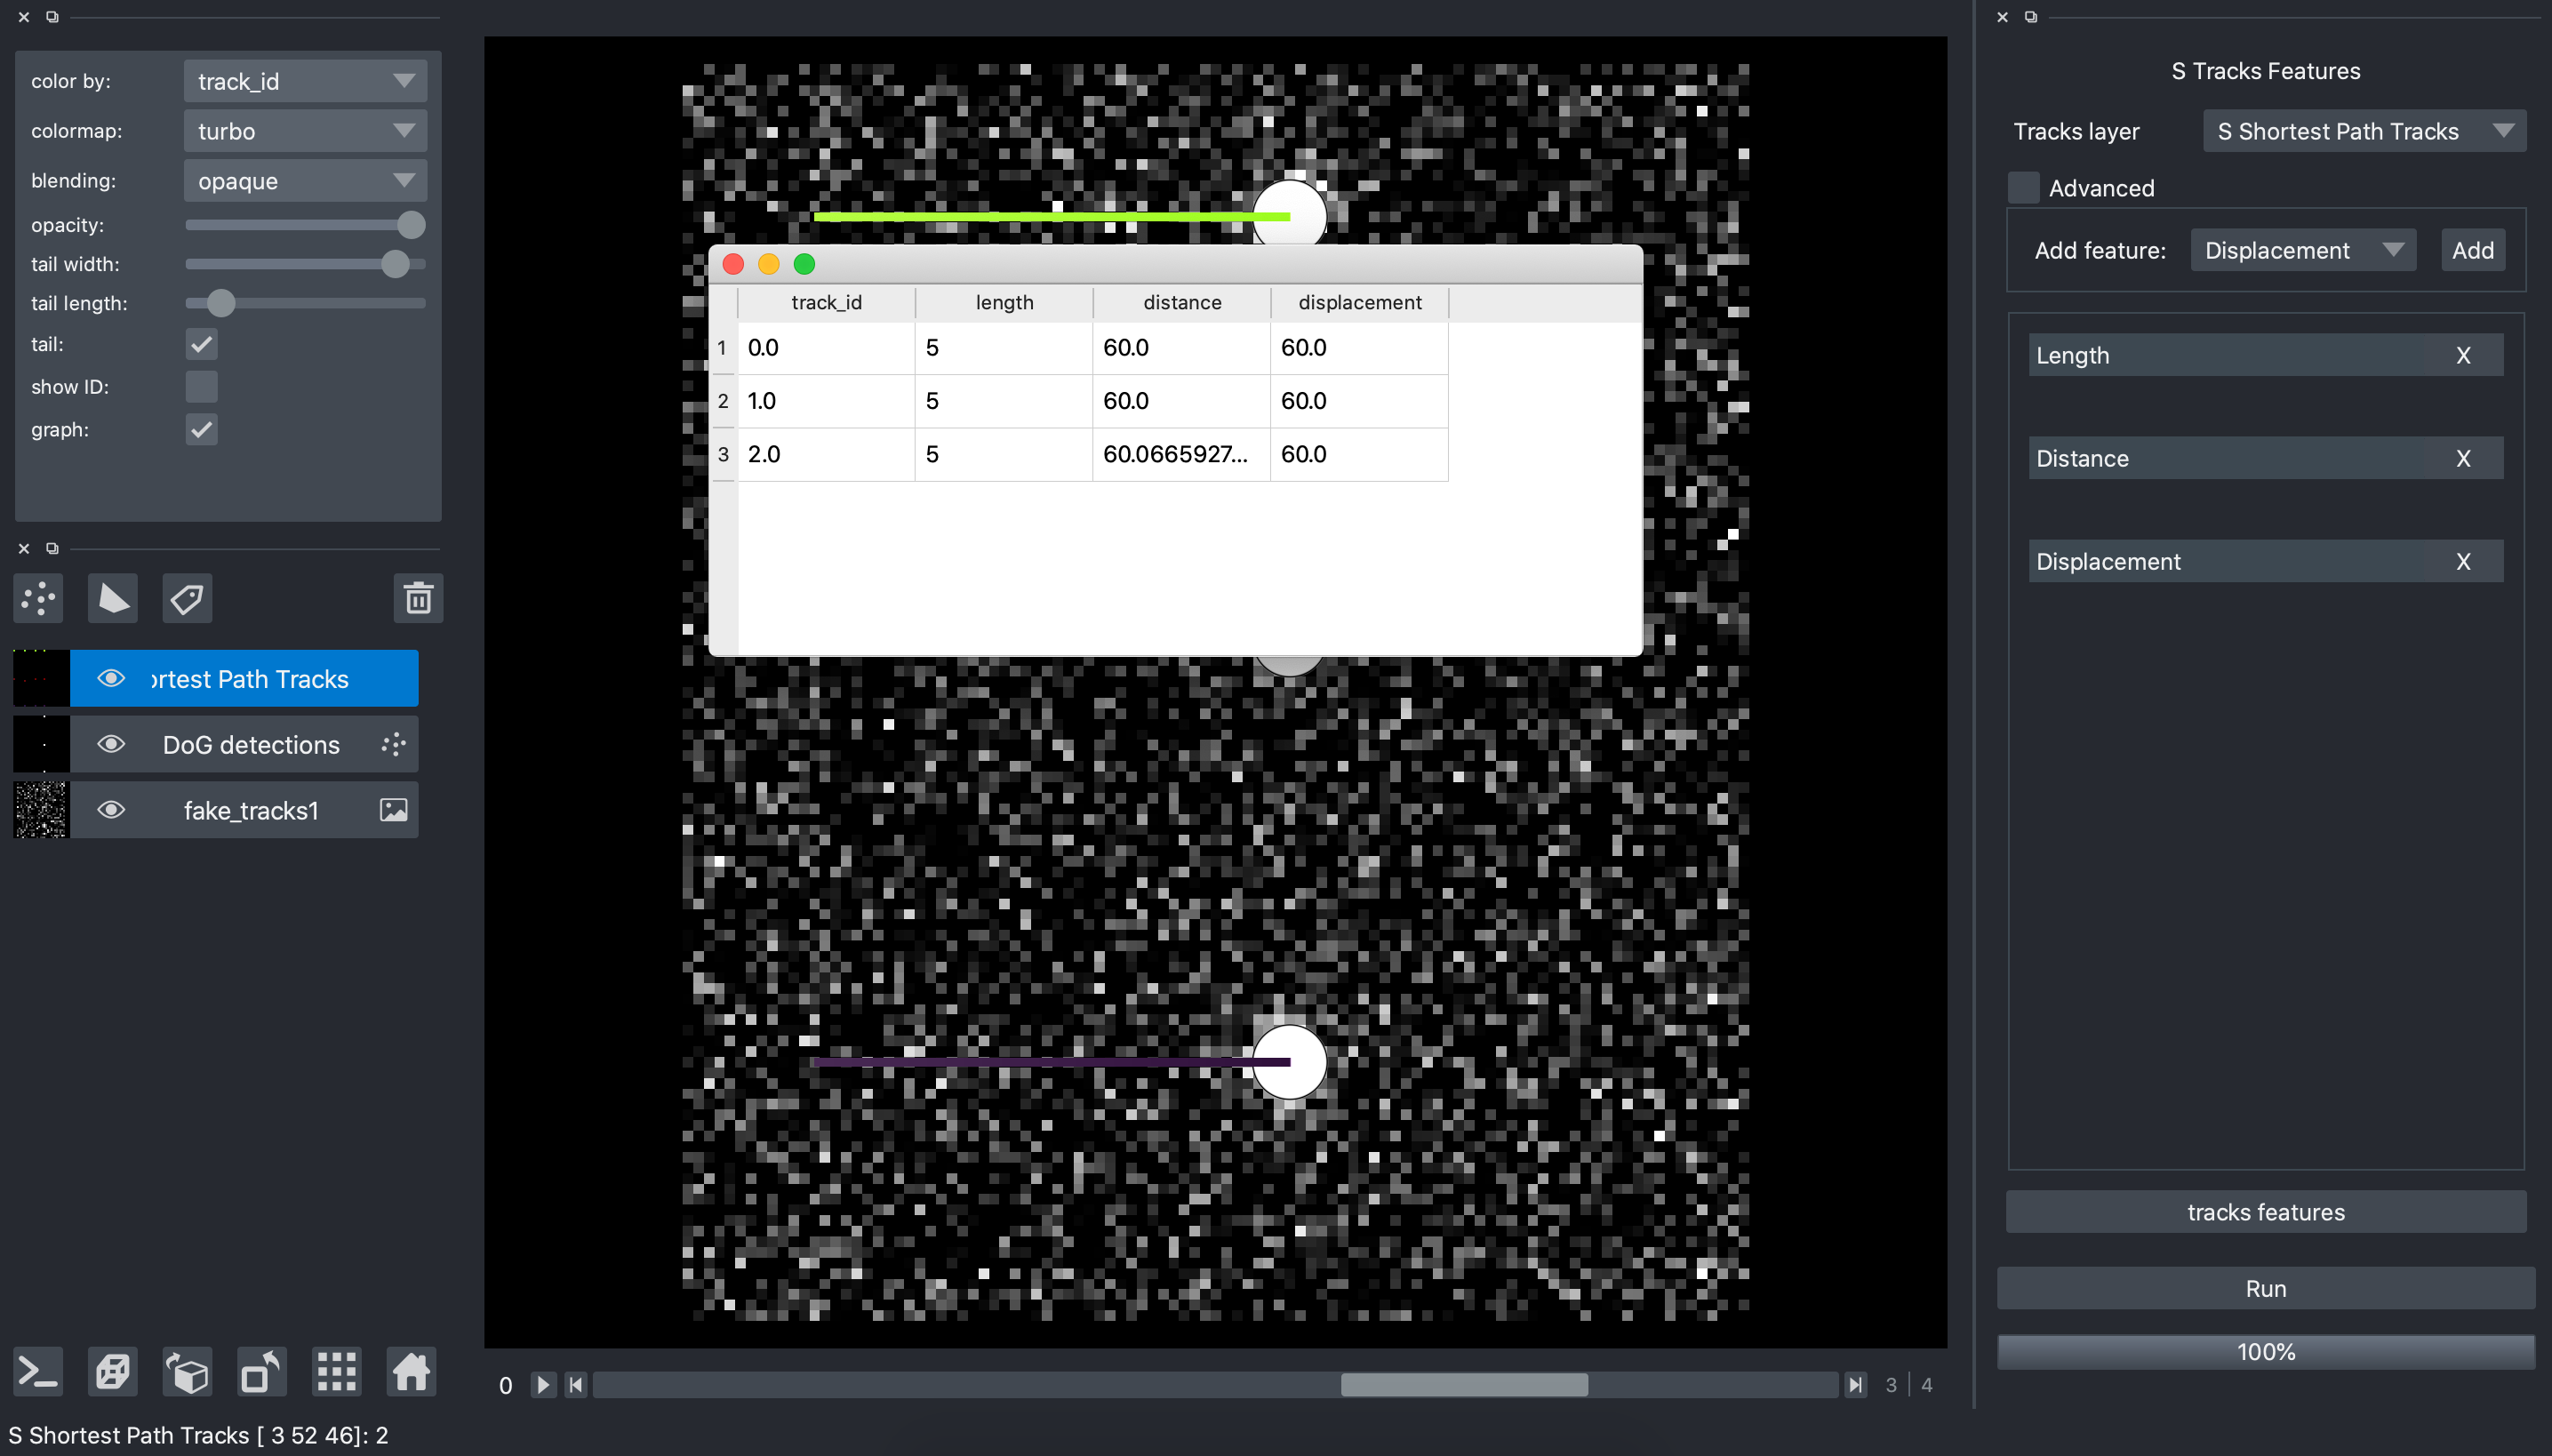 color by: track_id
colormap: turbo
blending: opaque
opacity:
tail width:
tail length:
tail:
show ID:
graph:
ortest Path Tracks
DoG detections
fake_tracks1
track_id length distance displacement
1 0.0 5 60.0 60.0
2 1.0 5 60.0 60.0
3 2.0 5 60.0665927... 60.0
0 3 4
S Tracks Features
Tracks layer S Shortest Path Tracks
Advanced
Add feature: Displacement Add
Length X
Distance X
Displacement X
tracks features
Run
100%
S Shortest Path Tracks [ 3 52 46]: 2